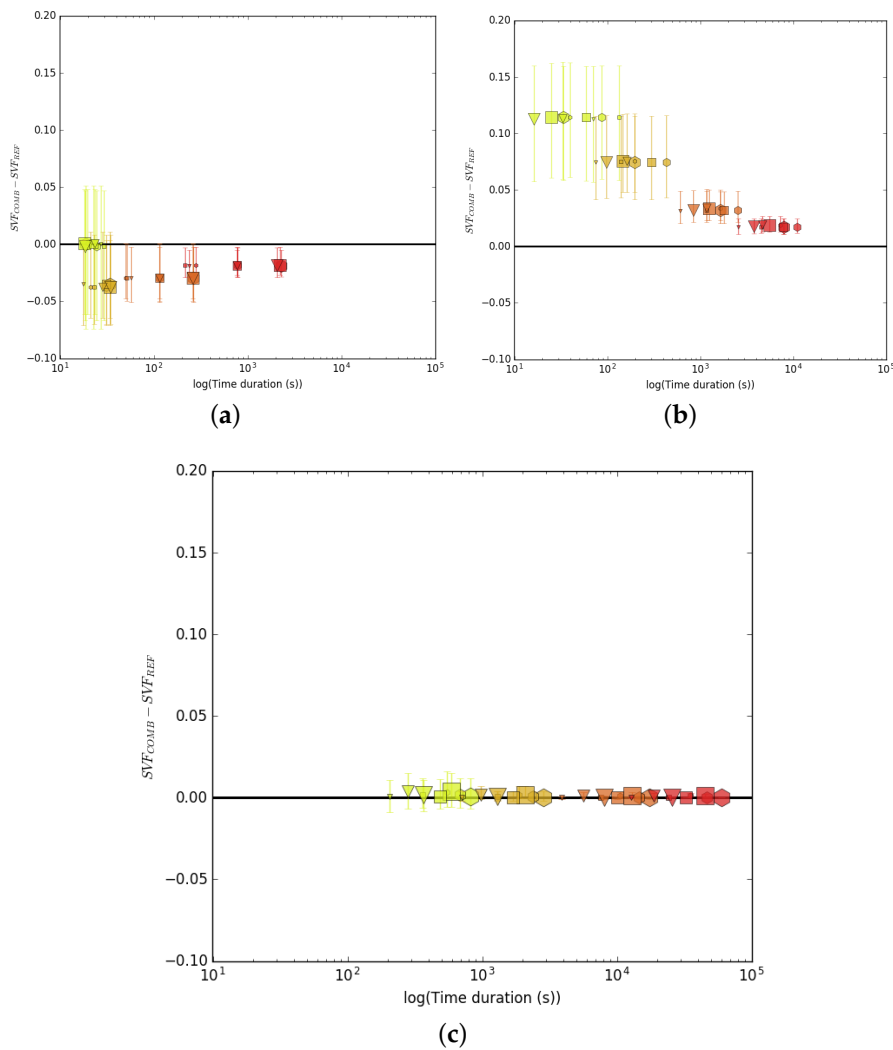 0.20
0.15
0.10
0.05
0.00
−0.05
−0.10
SVF_COMB − SVF_REF
10^1 10^2 10^3 10^4 10^5
log(Time duration (s))
(a)
0.20
0.15
0.10
0.05
0.00
−0.05
−0.10
SVF_COMB − SVF_REF
10^1 10^2 10^3 10^4 10^5
log(Time duration (s))
(b)
0.20
0.15
0.10
0.05
0.00
−0.05
−0.10
SVF_COMB − SVF_REF
10^1 10^2 10^3 10^4 10^5
log(Time duration (s))
(c)